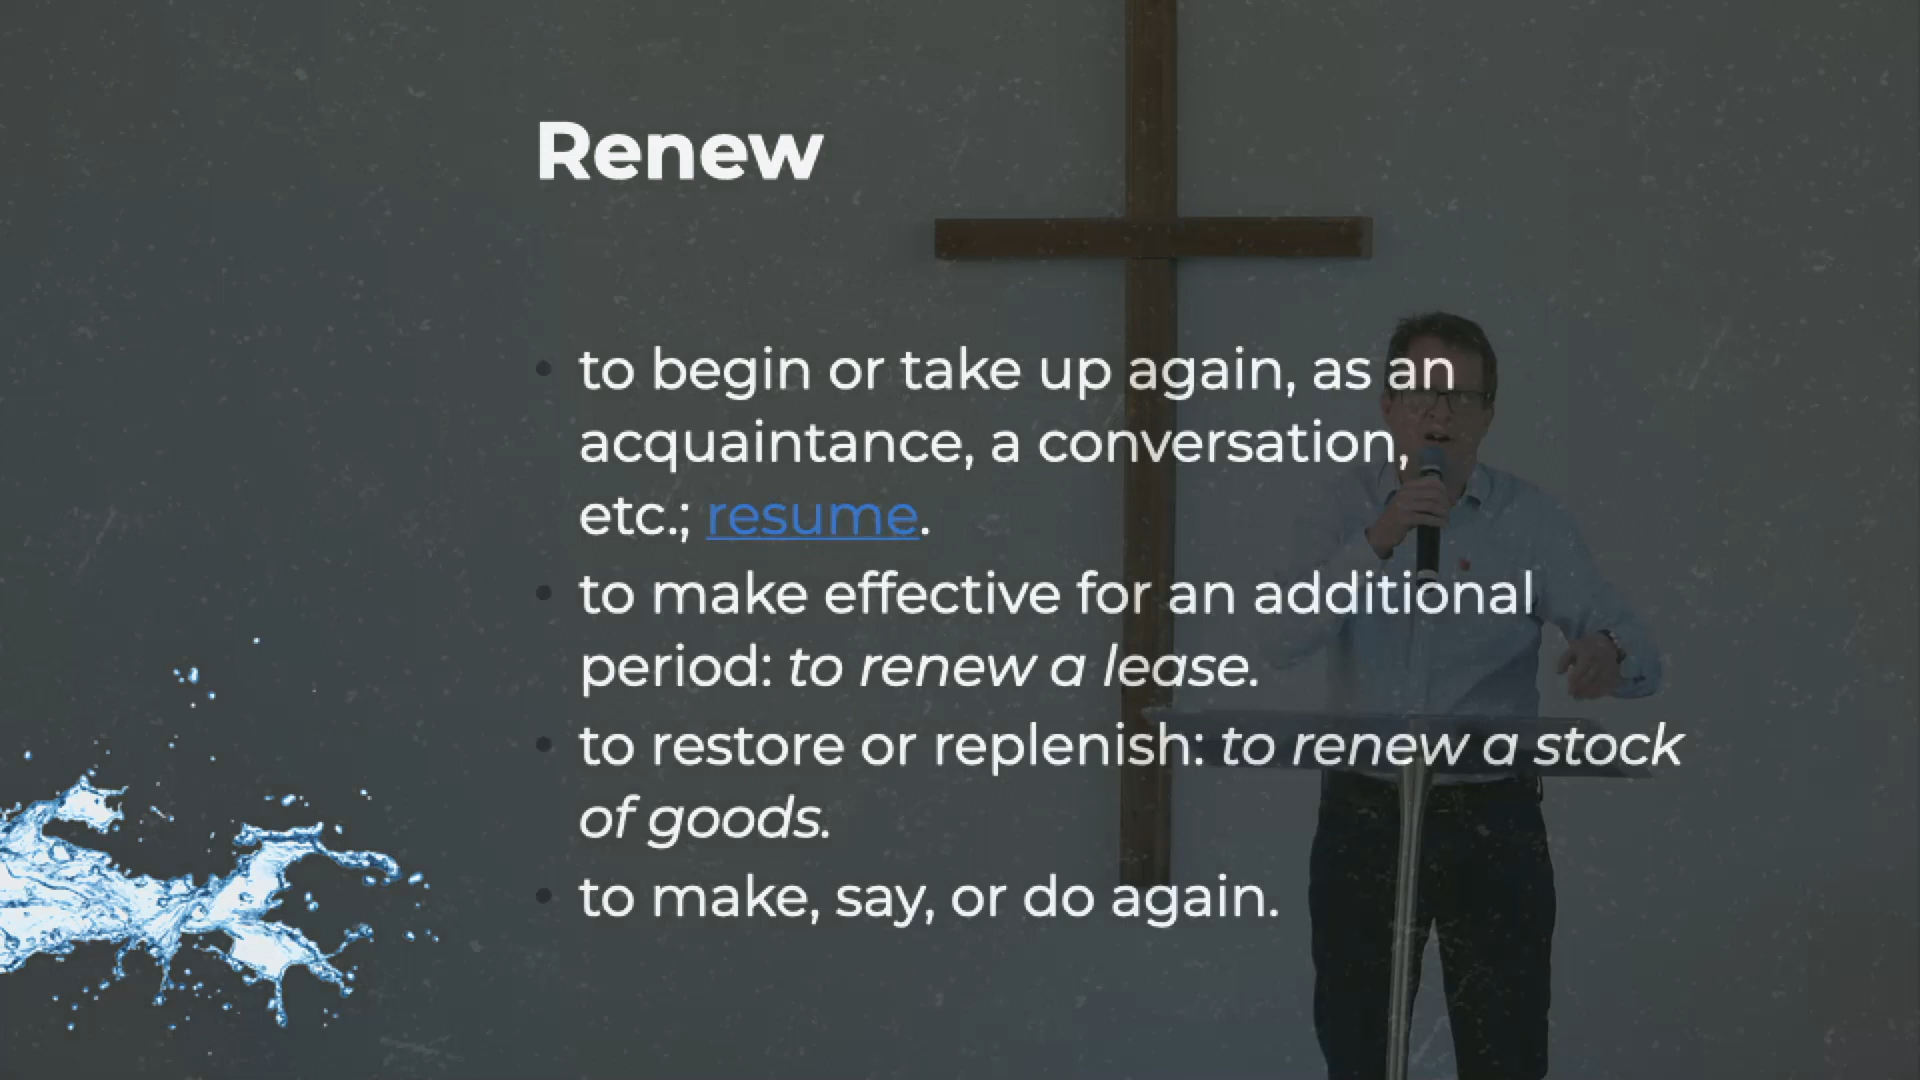 Renew
to begin or take up again, as an
acquaintance, a conversation,
etc.; resume.
to make effective for an additional
period: to renew a lease.
to restore or replenish: to renew a stock
of goods.
to make, say, or do again.